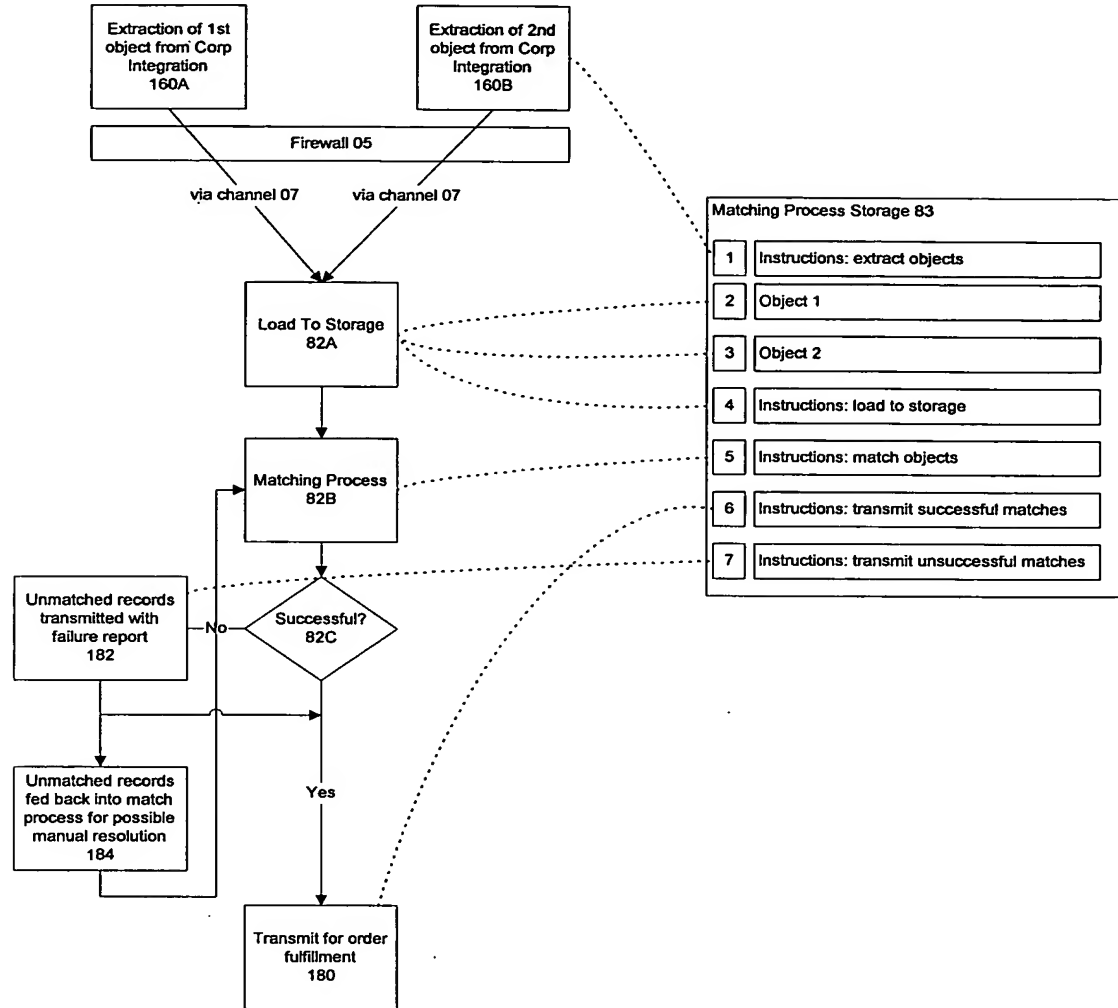 Extraction of 1st
object from Corp
Integration
160A
Extraction of 2nd
object from Corp
Integration
160B
Firewall 05
via channel 07
via channel 07
Load To Storage
82A
Matching Process
82B
Successful?
82C
No
Unmatched records
transmitted with
failure report
182
Unmatched records
fed back into match
process for possible
manual resolution
184
Yes
Transmit for order
fulfillment
180
Matching Process Storage 83
1 Instructions: extract objects
2 Object 1
3 Object 2
4 Instructions: load to storage
5 Instructions: match objects
6 Instructions: transmit successful matches
7 Instructions: transmit unsuccessful matches